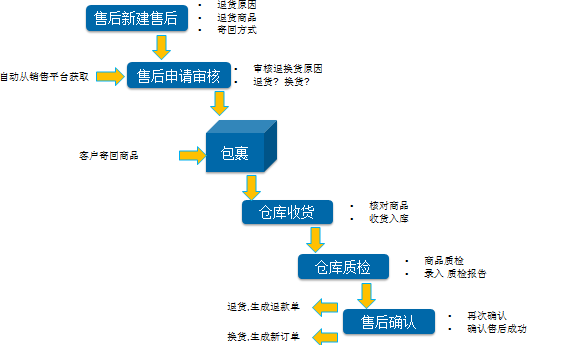 售后新建售后
• 退货原因
• 退货商品
• 寄回方式
自动从销售平台获取
售后申请审核
• 审核退换货原因
• 退货？换货？
客户寄回商品
包裹
仓库收货
• 核对商品
• 收货入库
仓库质检
• 商品质检
• 录入 质检报告
退货,生成退款单
换货,生成新订单
售后确认
• 再次确认
• 确认售后成功